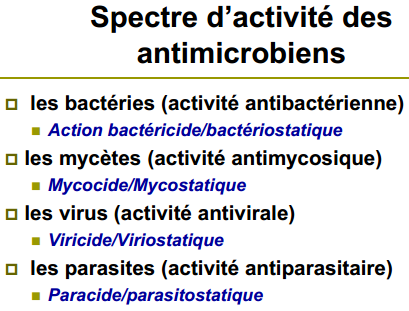 Spectre d’activité des
antimicrobiens
les bactéries (activité antibactérienne)
Action bactéricide/bactériostatique
les mycètes (activité antimycosique)
Mycocide/Mycostatique
les virus (activité antivirale)
Viricide/Viriostatique
les parasites (activité antiparasitaire)
Paracide/parasitostatique